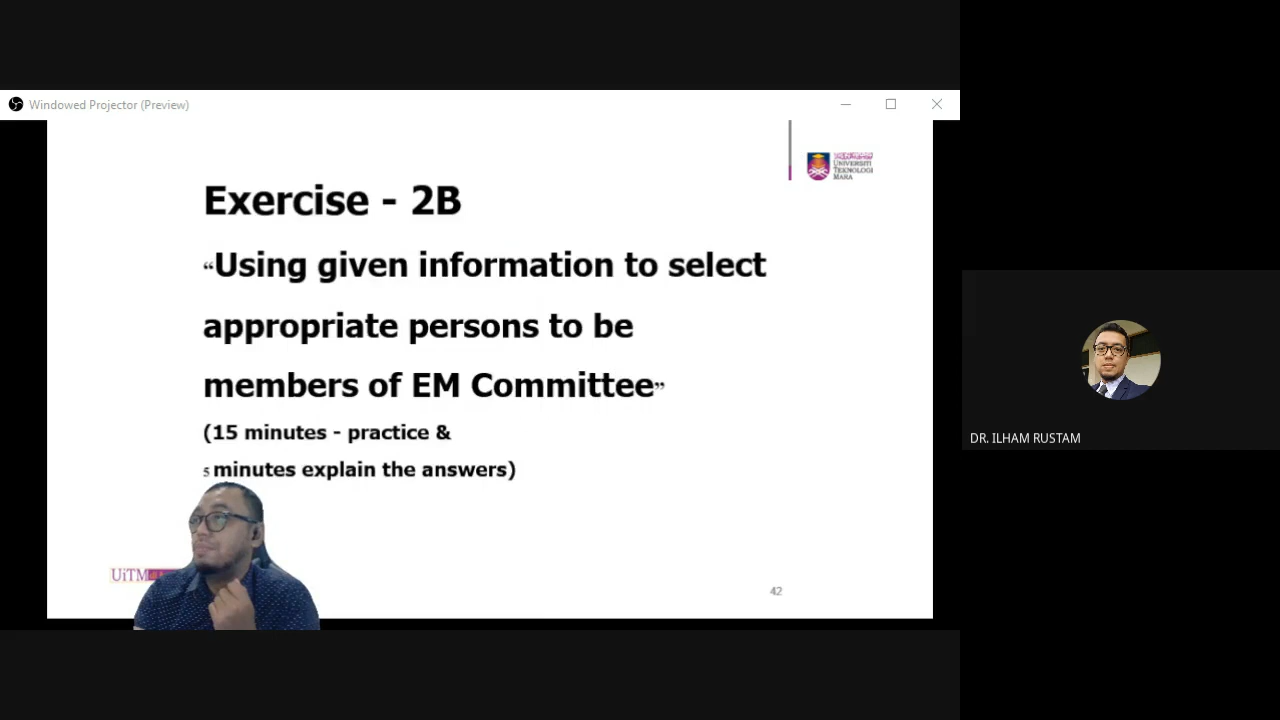 Windowed Projector (Preview)
UNIVERSITI
TEKNOLOGI
MARA
Exercise - 2B
“Using given information to select
appropriate persons to be
members of EM Committee”
(15 minutes - practice &
5 minutes explain the answers)
UiTM
42
DR. ILHAM RUSTAM